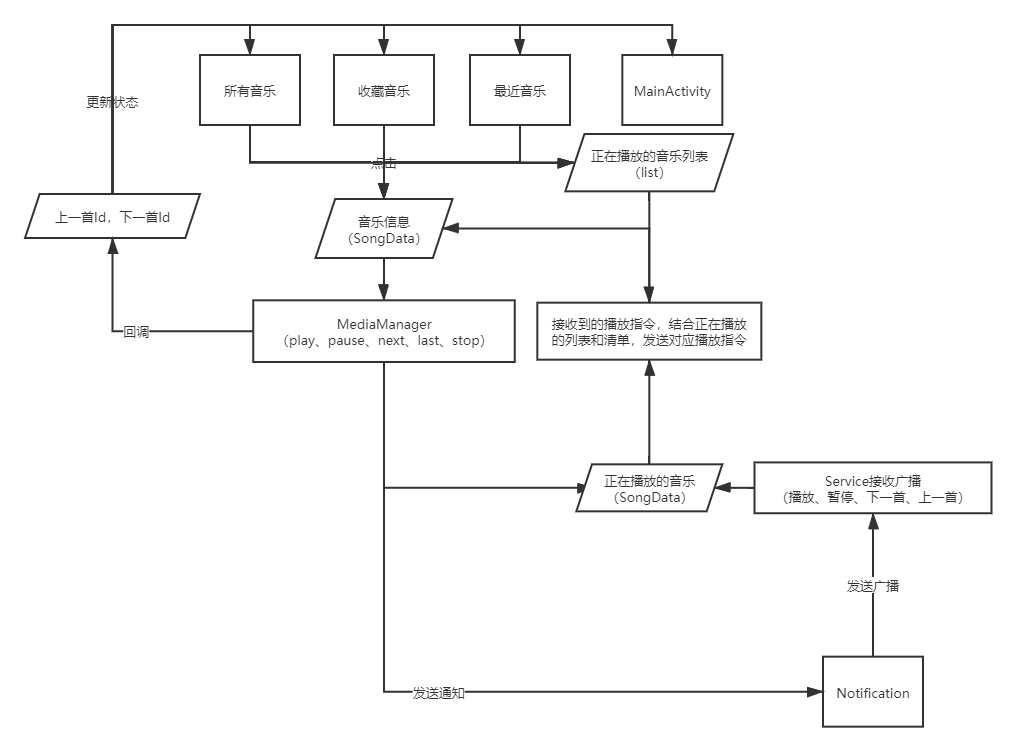 所有音乐
收藏音乐
最近音乐
MainActivity
更新状态
点击
正在播放的音乐列表
（list）
上一首Id，下一首Id
音乐信息
（SongData）
MediaManager
（play、pause、next、last、stop）
接收到的播放指令，结合正在播放
的列表和清单，发送对应播放指令
回调
正在播放的音乐
（SongData）
Service接收广播
（播放、暂停、下一首、上一首）
发送广播
发送通知
Notification